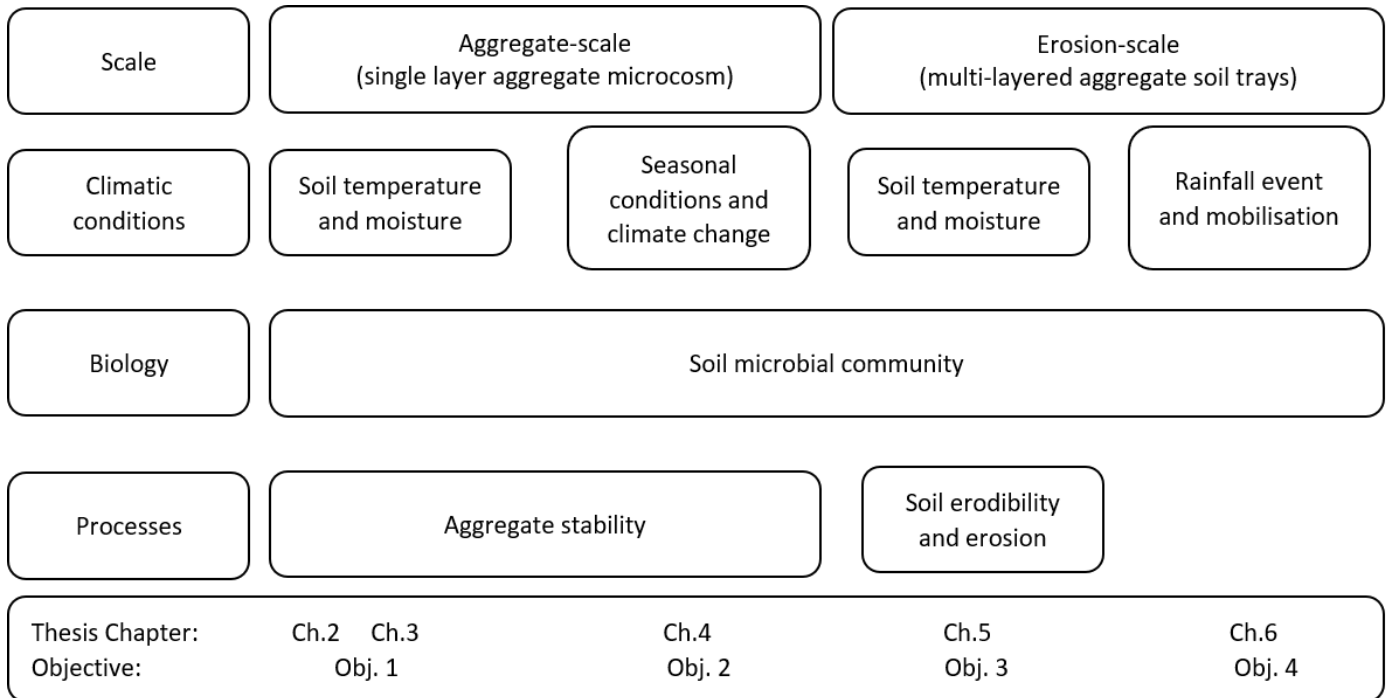 Scale
Aggregate-scale
(single layer aggregate microcosm)
Erosion-scale
(multi-layered aggregate soil trays)
Climatic
conditions
Soil temperature
and moisture
Seasonal
conditions and
climate change
Soil temperature
and moisture
Rainfall event
and mobilisation
Biology
Soil microbial community
Processes
Aggregate stability
Soil erodibility
and erosion
Thesis Chapter: Ch.2 Ch.3 Ch.4 Ch.5 Ch.6
Objective: Obj. 1 Obj. 2 Obj. 3 Obj. 4